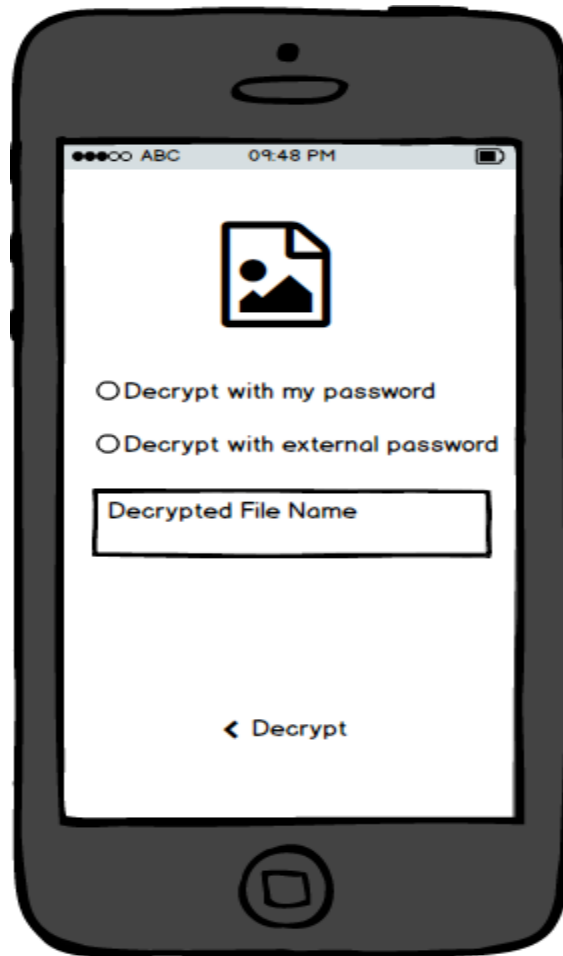 ABC 09:48 PM
Decrypt with my password
Decrypt with external password
Decrypted File Name
< Decrypt